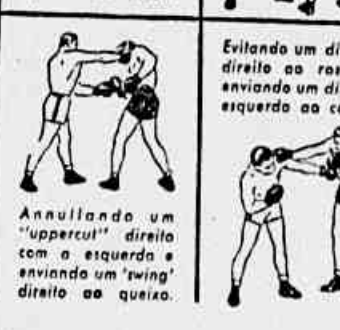 Annullando um
"uppercut" direito
com a esquerda e
enviando um 'swing'
direito ao queixo.
Evitando um di
direito ao ros
enviando um di
esquerda ao c